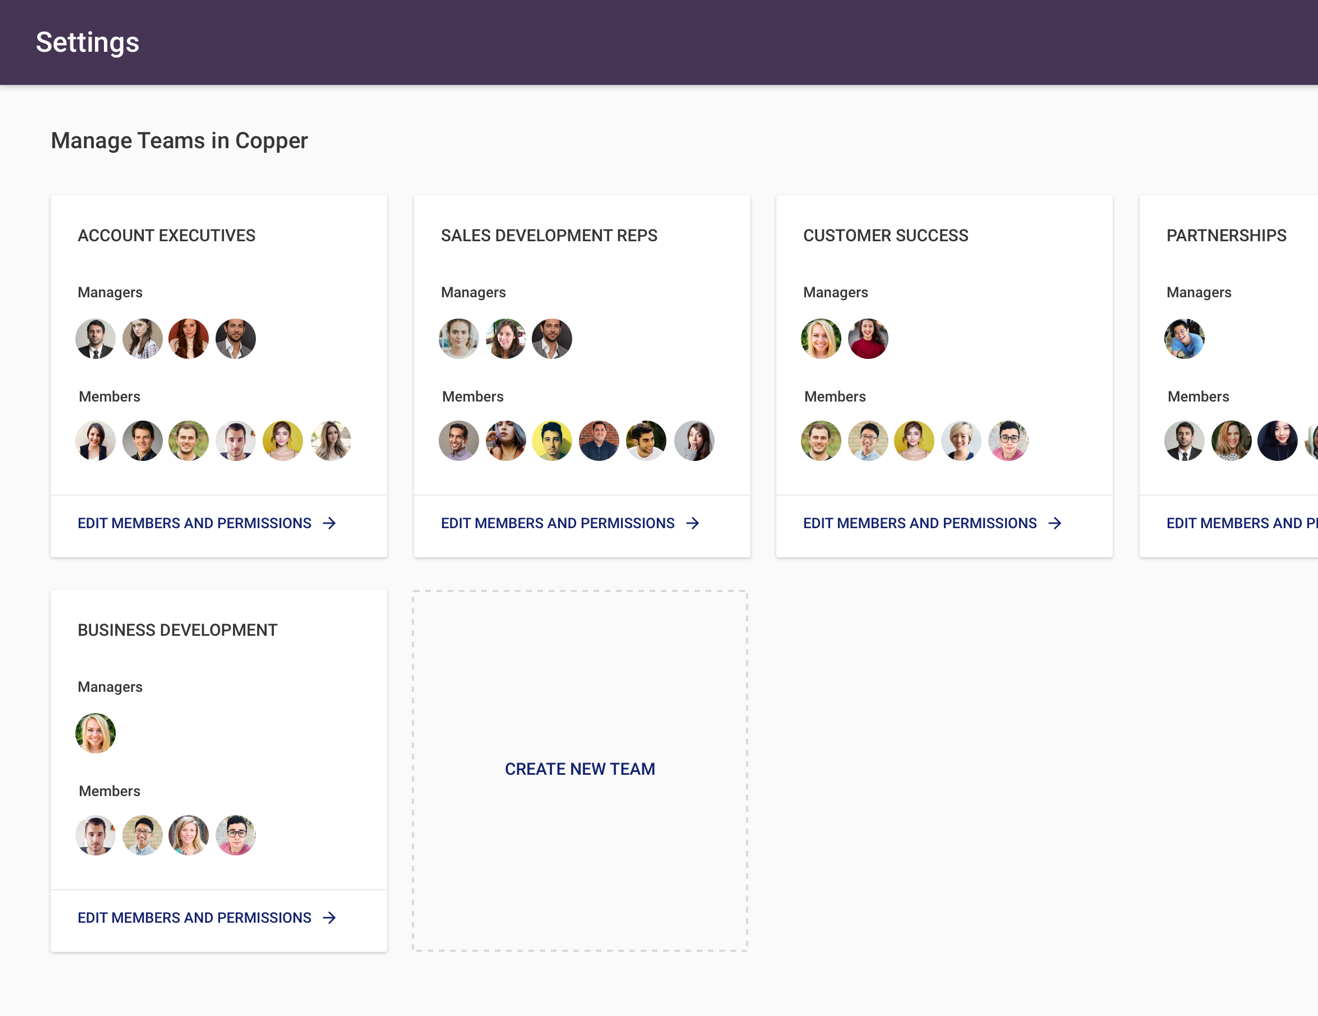 Settings
Manage Teams in Copper
ACCOUNT EXECUTIVES
Managers
Members
EDIT MEMBERS AND PERMISSIONS
SALES DEVELOPMENT REPS
Managers
Members
EDIT MEMBERS AND PERMISSIONS
CUSTOMER SUCCESS
Managers
Members
EDIT MEMBERS AND PERMISSIONS
PARTNERSHIPS
Managers
Members
EDIT MEMBERS AND
BUSINESS DEVELOPMENT
Managers
Members
EDIT MEMBERS AND PERMISSIONS
CREATE NEW TEAM